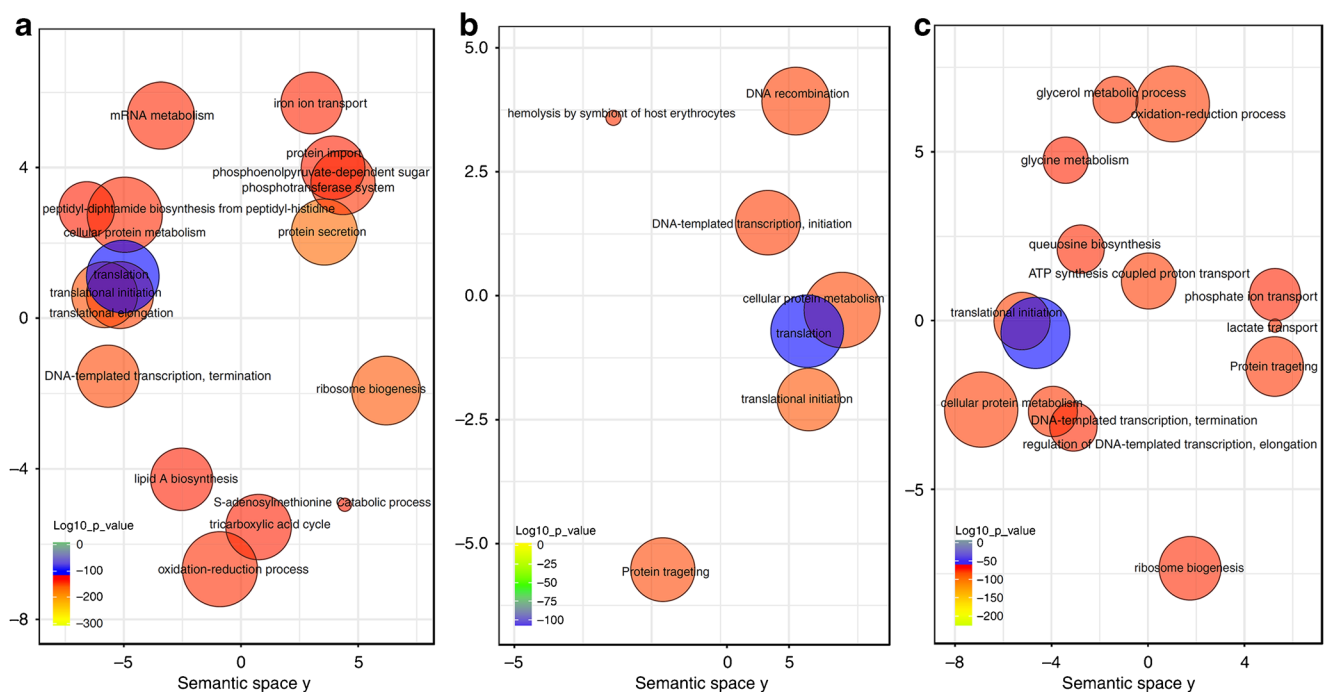 a
mRNA metabolism
iron ion transport
protein import
phosphoenolpyruvate-dependent sugar
phosphotransferase system
peptidyl-diphtamide biosynthesis from peptidyl-histidine
cellular protein metabolism
protein secretion
translation
translational initiation
translational elongation
DNA-templated transcription, termination
ribosome biogenesis
lipid A biosynthesis
S-adenosylmethionine Catabolic process
tricarboxylic acid cycle
oxidation-reduction process
Log10_p_value
0
−100
−200
−300
4
0
−4
−8
−5
0
5
Semantic space y
b
DNA recombination
hemolysis by symbiont of host erythrocytes
DNA-templated transcription, initiation
cellular protein metabolism
translation
translational initiation
Protein trageting
Log10_p_value
0
−25
−50
−75
−100
5.0
2.5
0.0
−2.5
−5.0
−5
0
5
Semantic space y
c
glycerol metabolic process
oxidation-reduction process
glycine metabolism
queuosine biosynthesis
ATP synthesis coupled proton transport
phosphate ion transport
translational initiation
lactate transport
Protein trageting
cellular protein metabolism
DNA-templated transcription, termination
regulation of DNA-templated transcription, elongation
ribosome biogenesis
Log10_p_value
0
−50
−100
−150
−200
5
0
−5
−8
−4
0
4
Semantic space y